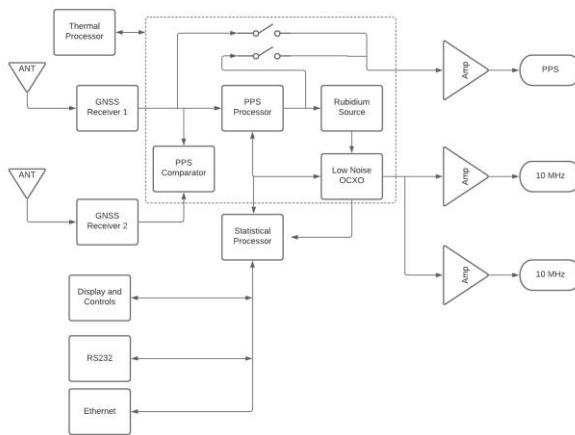 Thermal
Processor
ANT
GNSS
Receiver 1
PPS
Processor
Rubidium
Source
Amp
PPS
ANT
PPS
Comparator
Low Noise
OCXO
Amp
10 MHz
GNSS
Receiver 2
Statistical
Processor
Display and
Controls
Amp
10 MHz
RS232
Ethernet